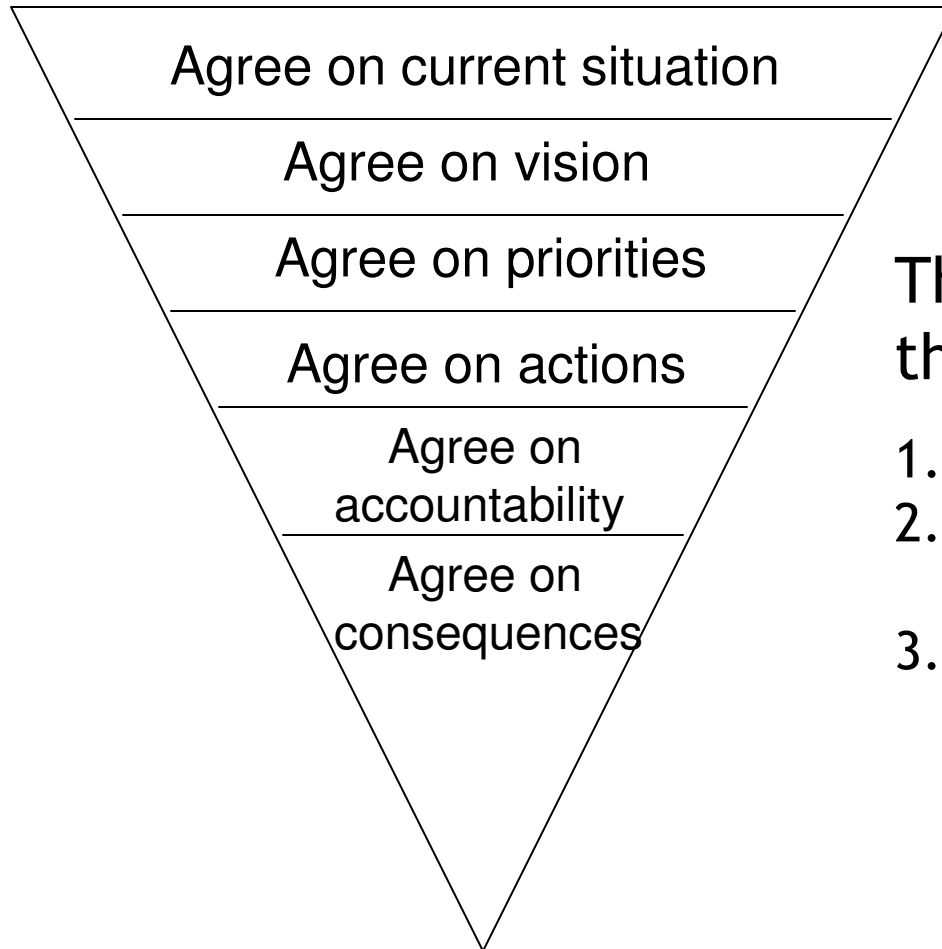 Agree on current situation
Agree on vision
Agree on priorities
Agree on actions
Agree on
accountability
Agree on
consequences
1.
2.
3.